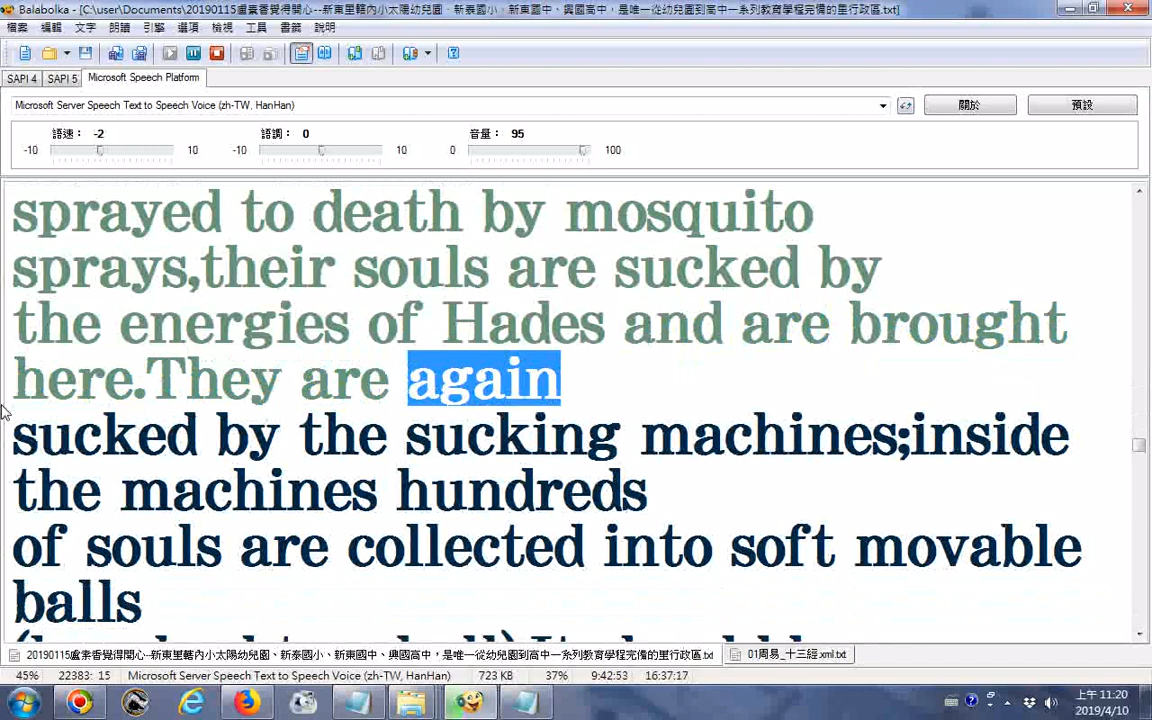 Balabolka - [C:\user\Documents\20190115盧素香覺得開心--新東里轄內小太陽幼兒園、新泰國小、新東國中、興國高中，是唯一從幼兒園到高中一系列教育學程完備的里行政區.txt]
檔案 編輯 文字 朗讀 引擎 選項 檢視 工具 書籤 說明
SAPI 4 SAPI 5 Microsoft Speech Platform
Microsoft Server Speech Text to Speech Voice (zh-TW, HanHan) 關於 預設
語速： -2 語調： 0 音量： 95
-10 10 -10 10 0 100
sprayed to death by mosquito
sprays,their souls are sucked by
the energies of Hades and are brought
here.They are again
sucked by the sucking machines;inside
the machines hundreds
of souls are collected into soft movable
balls
20190115盧素香覺得開心--新東里轄內小太陽幼兒園、新泰國小、新東國中、興國高中，是唯一從幼兒園到高中一系列教育學程完備的里行政區.txt 01周易_十三經.xml.txt
45% 22383: 15 Microsoft Server Speech Text to Speech Voice (zh-TW, HanHan) 723 KB 37% 9:42:53 16:37:17
上午 11:20
2019/4/10